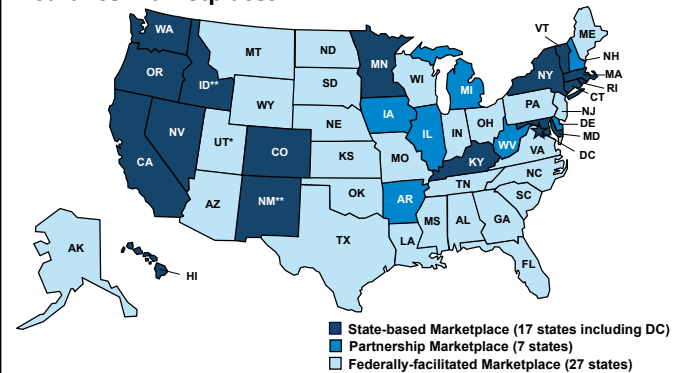 WA
OR
ID**
MT
ND
MN
WY
SD
WI
MI
VT
ME
NH
NY
MA
RI
CT
NV
UT*
CO
NE
IA
IL
IN
OH
PA
NJ
DE
MD
DC
CA
KS
MO
KY
WV
VA
AZ
NM**
OK
AR
TN
NC
SC
TX
LA
MS
AL
GA
FL
AK
HI
State-based Marketplace (17 states including DC)
Partnership Marketplace (7 states)
Federally-facilitated Marketplace (27 states)